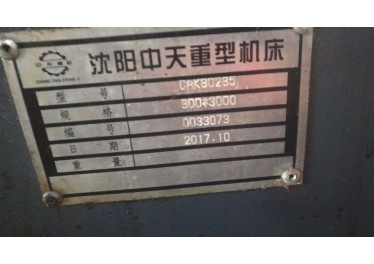 沈阳中天重型机床
型号 CAK80285
规格 800×3000
编号 0033073
日期 2017.10
重量